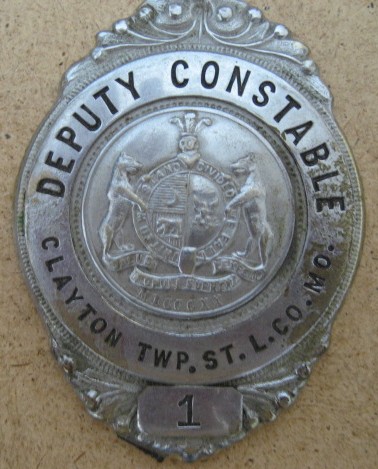 DEPUTY CONSTABLE
CLAYTON TWP. ST. L. CO. MO.
1